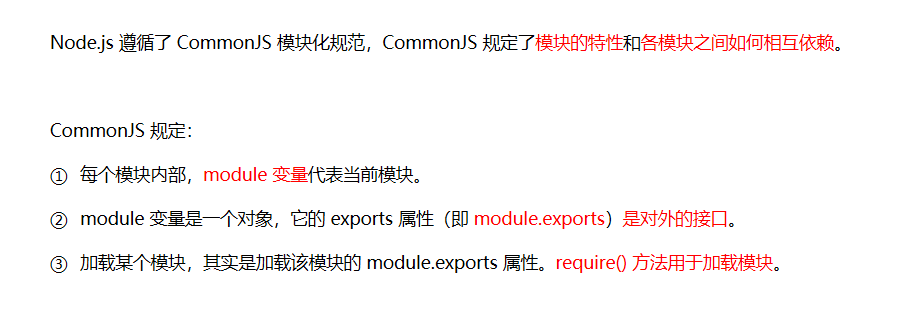 Node.js 遵循了 CommonJS 模块化规范，CommonJS 规定了模块的特性和各模块之间如何相互依赖。
CommonJS 规定：
① 每个模块内部，module 变量代表当前模块。
② module 变量是一个对象，它的 exports 属性（即 module.exports）是对外的接口。
③ 加载某个模块，其实是加载该模块的 module.exports 属性。require() 方法用于加载模块。